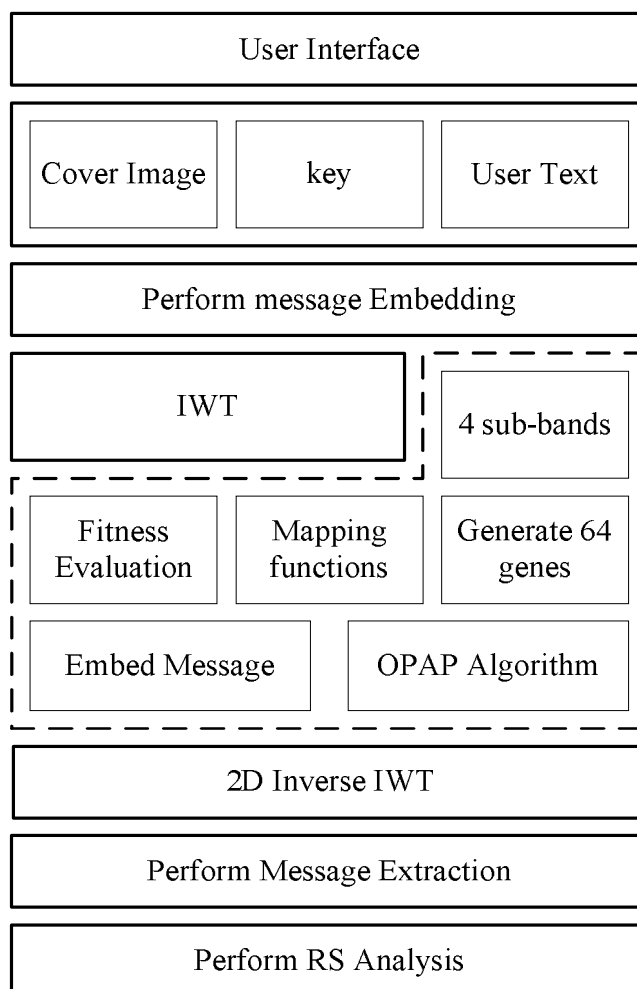 User Interface
Cover Image
key
User Text
Perform message Embedding
IWT
4 sub-bands
Fitness
Evaluation
Mapping
functions
Generate 64
genes
Embed Message
OPAP Algorithm
2D Inverse IWT
Perform Message Extraction
Perform RS Analysis